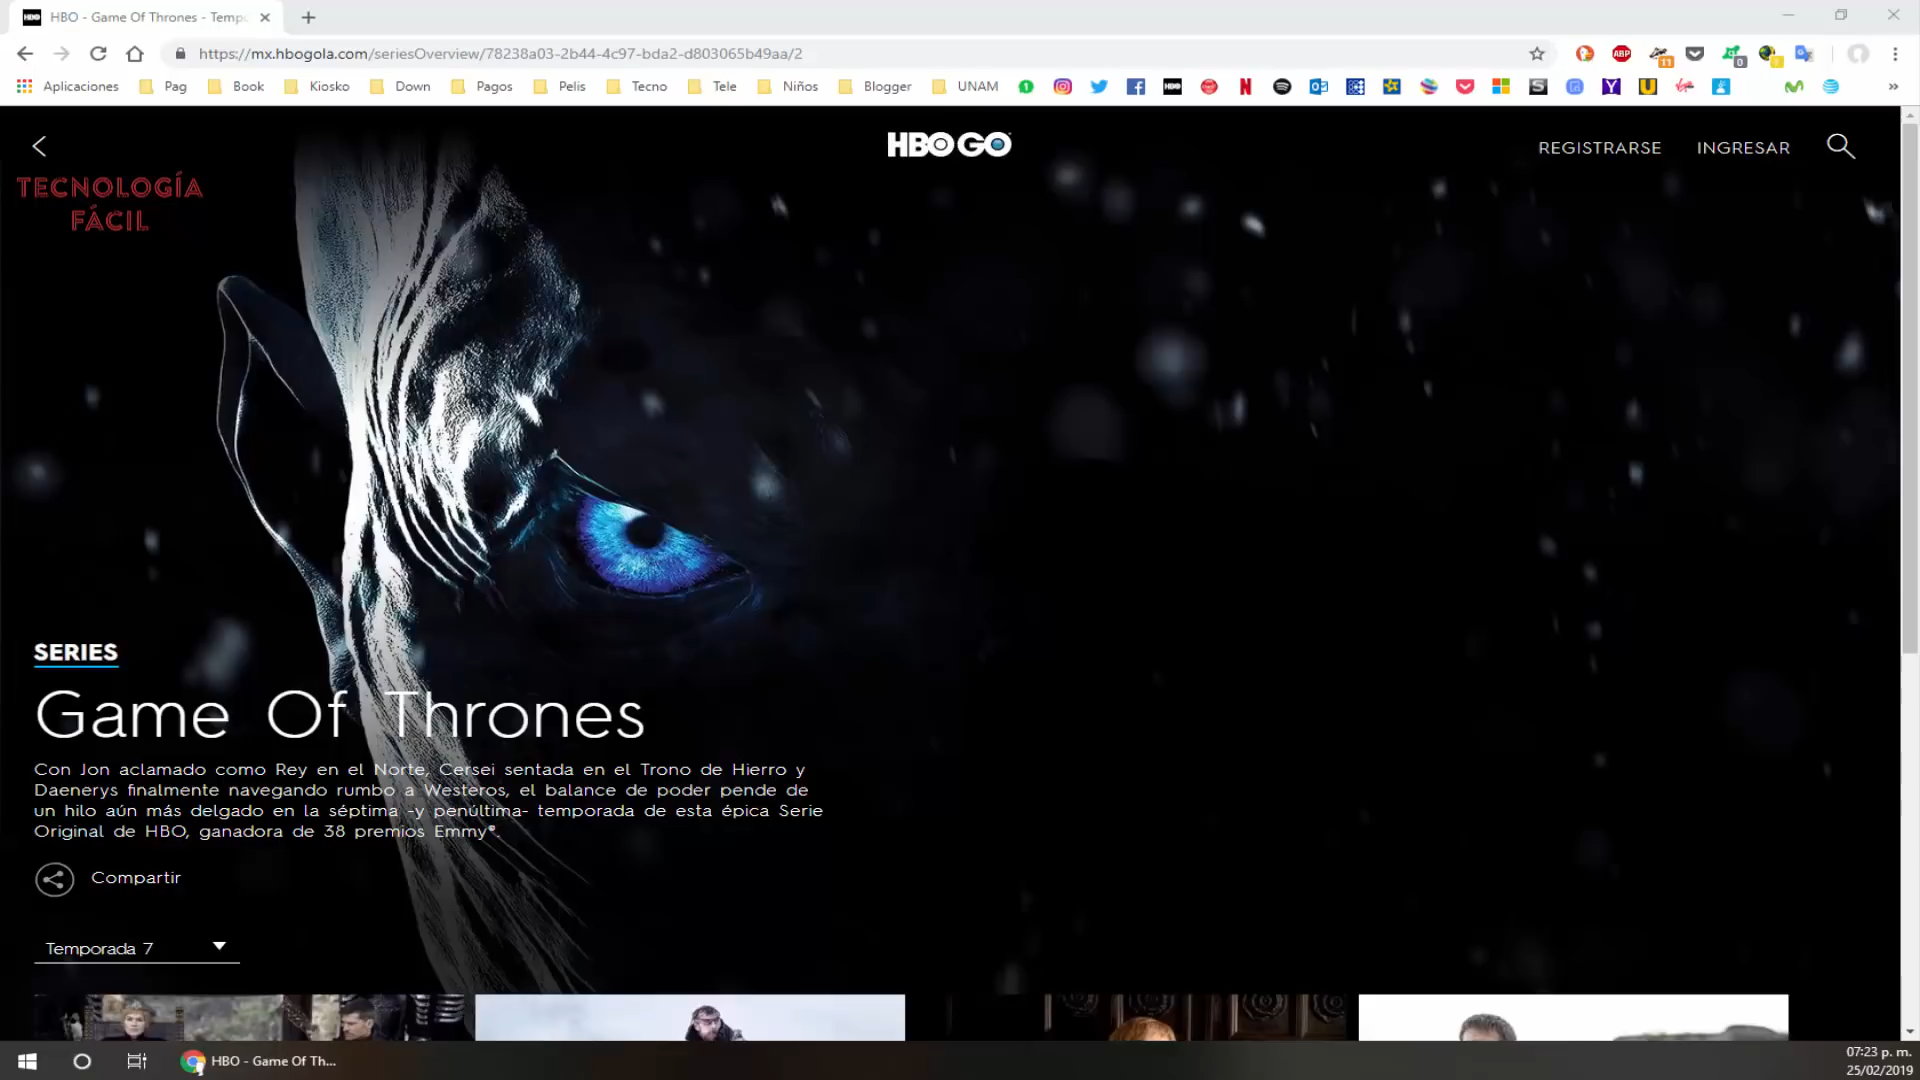 HBO - Game Of Thrones - Temp
https://mx.hbogola.com/seriesOverview/78238a03-2b44-4c97-bda2-d803065b49aa/2
ABP
11
0
Aplicaciones
Pag
Book
Kiosko
Down
Pagos
Pelis
Tecno
Tele
Niños
Blogger
UNAM
HBO GO
REGISTRARSE
INGRESAR
TECNOLOGÍA
FÁCIL
SERIES
Game Of Thrones
Con Jon aclamado como Rey en el Norte, Cersei sentada en el Trono de Hierro y
Daenerys finalmente navegando rumbo a Westeros, el balance de poder pende de
un hilo aún más delgado en la séptima -y penúltima- temporada de esta épica Serie
Original de HBO, ganadora de 38 premios Emmy®.
Compartir
Temporada 7
HBO - Game Of Th...
07:23 p. m.
25/02/2019